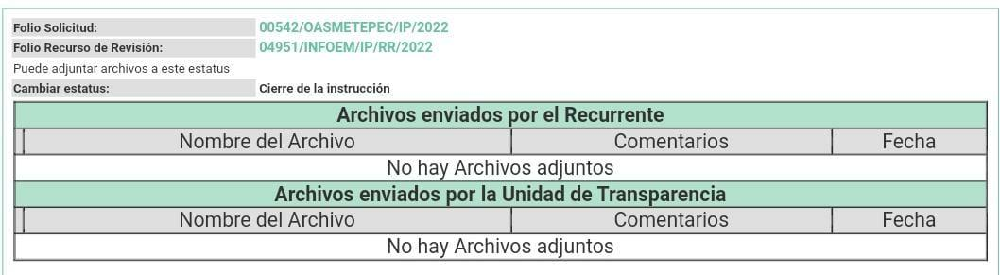 Folio Solicitud: 00542/OASMETEPEC/IP/2022
Folio Recurso de Revisión: 04951/INFOEM/IP/RR/2022
Puede adjuntar archivos a este estatus
Cambiar estatus: Cierre de la instrucción
Archivos enviados por el Recurrente
Nombre del Archivo Comentarios Fecha
No hay Archivos adjuntos
Archivos enviados por la Unidad de Transparencia
Nombre del Archivo Comentarios Fecha
No hay Archivos adjuntos